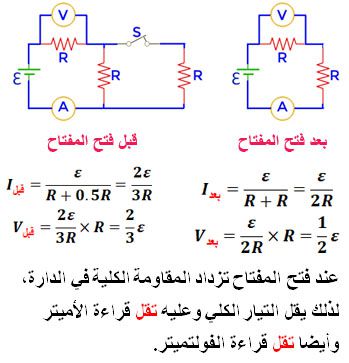 V
S
V
R
R
R
R
R
ε
A
ε
A
قبل فتح المفتاح
بعد فتح المفتاح
I قبل = ε / (R + 0.5R) = 2ε / 3R
I بعد = ε / (R + R) = ε / 2R
V قبل = 2ε / 3R × R = 2/3 ε
V بعد = ε / 2R × R = 1/2 ε
عند فتح المفتاح تزداد المقاومة الكلية في الدارة،
لذلك يقل التيار الكلي وعليه تقل قراءة الأميتر
وأيضا تقل قراءة الفولتميتر.